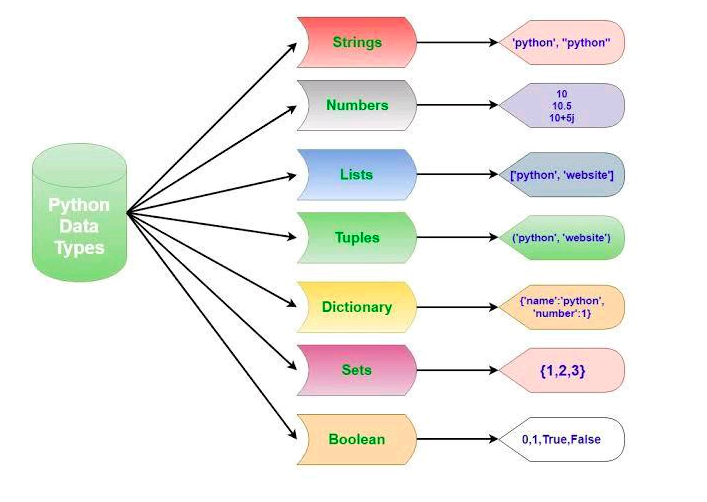 Python
Data
Types
Strings
'python', "python"
Numbers
10
10.5
10+5j
Lists
['python', 'website']
Tuples
('python', 'website')
Dictionary
{'name':'python',
'number':1}
Sets
{1,2,3}
Boolean
0,1,True,False